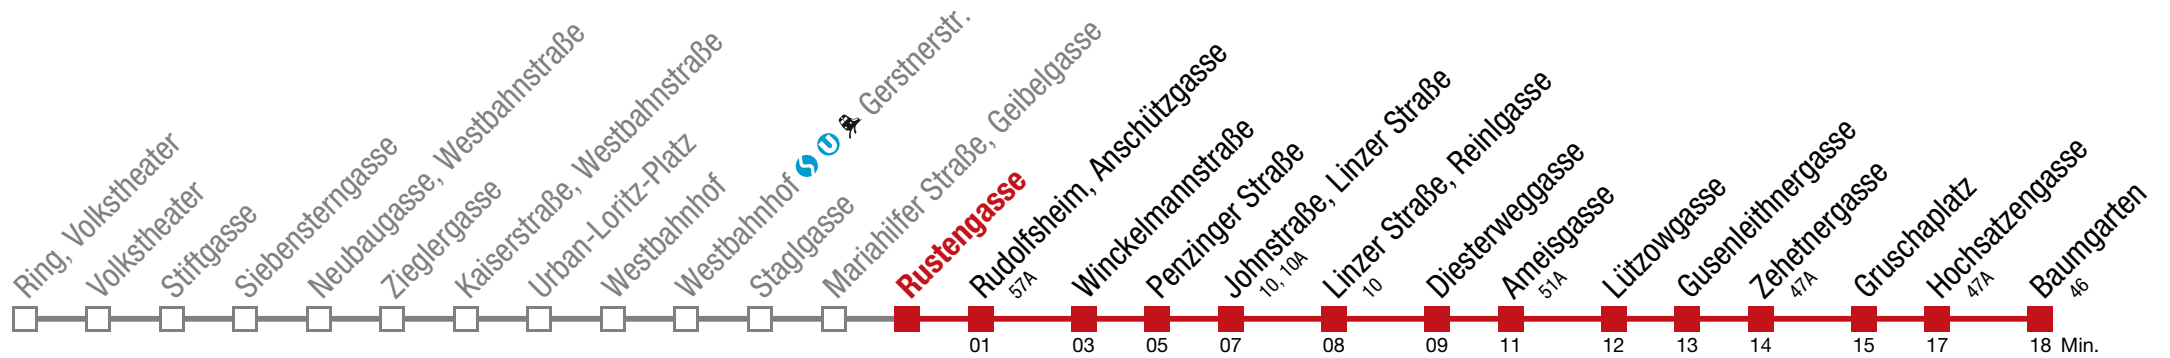 Ring, Volkstheater
Volkstheater
Stiftgasse
Siebensterngasse
Neubaugasse, Westbahnstraße
Zieglergasse
Kaiserstraße, Westbahnstraße
Urban-Loritz-Platz
Westbahnhof
Westbahnhof S U Gerstnerstr.
Staglgasse
Mariahilfer Straße, Geibelgasse
Rustengasse
Rudolfsheim, Anschützgasse
57A
Winckelmannstraße
Penzinger Straße
Johnstraße, Linzer Straße
10, 10A
Linzer Straße, Reinlgasse
10
Diesterweggasse
Ameisgasse
51A
Lützowgasse
Gusenleithnergasse
Zehetnergasse
47A
Gruschaplatz
Hochsatzengasse
47A
Baumgarten
46
01 03 05 07 08 09 11 12 13 14 15 17 18 Min.